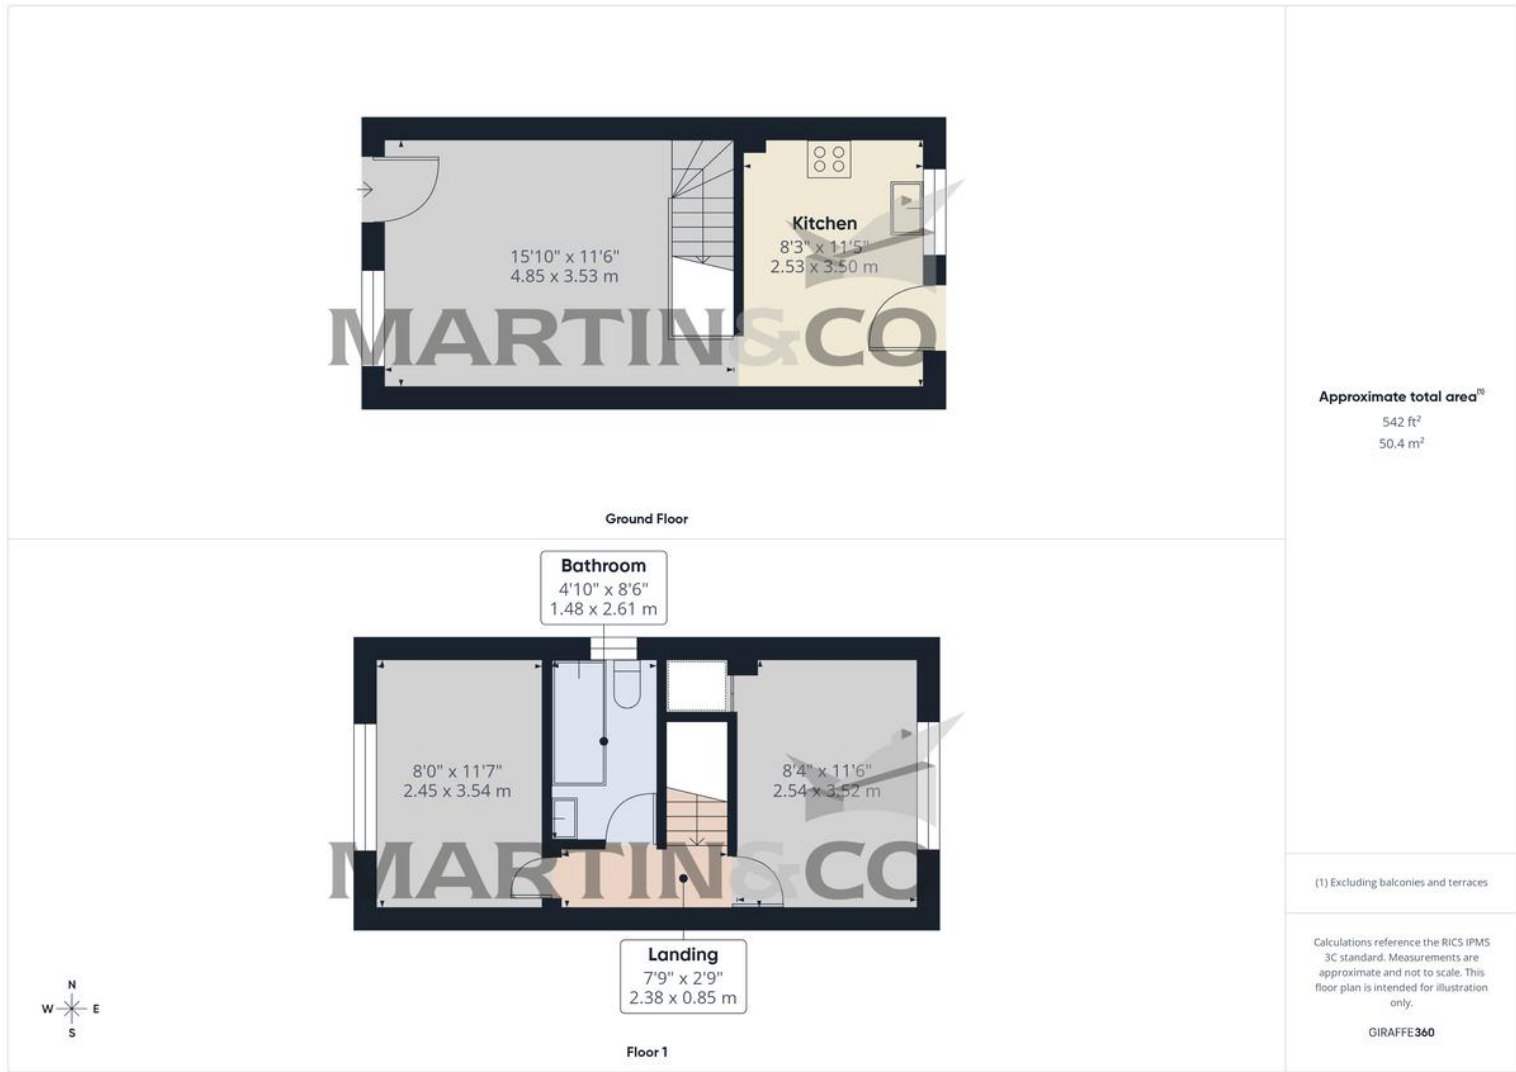 Kitchen
8'3" x 11'5"
2.53 x 3.50 m
15'10" x 11'6"
4.85 x 3.53 m
MARTIN&CO
Ground Floor
Bathroom
4'10" x 8'6"
1.48 x 2.61 m
8'0" x 11'7"
2.45 x 3.54 m
8'4" x 11'6"
2.54 x 3.52 m
MARTIN&CO
Landing
7'9" x 2'9"
2.38 x 0.85 m
N
W E
S
Floor 1
Approximate total area(1)
542 ft²
50.4 m²
(1) Excluding balconies and terraces
Calculations reference the RICS IPMS
3C standard. Measurements are
approximate and not to scale. This
floor plan is intended for illustration
only.
GIRAFFE360